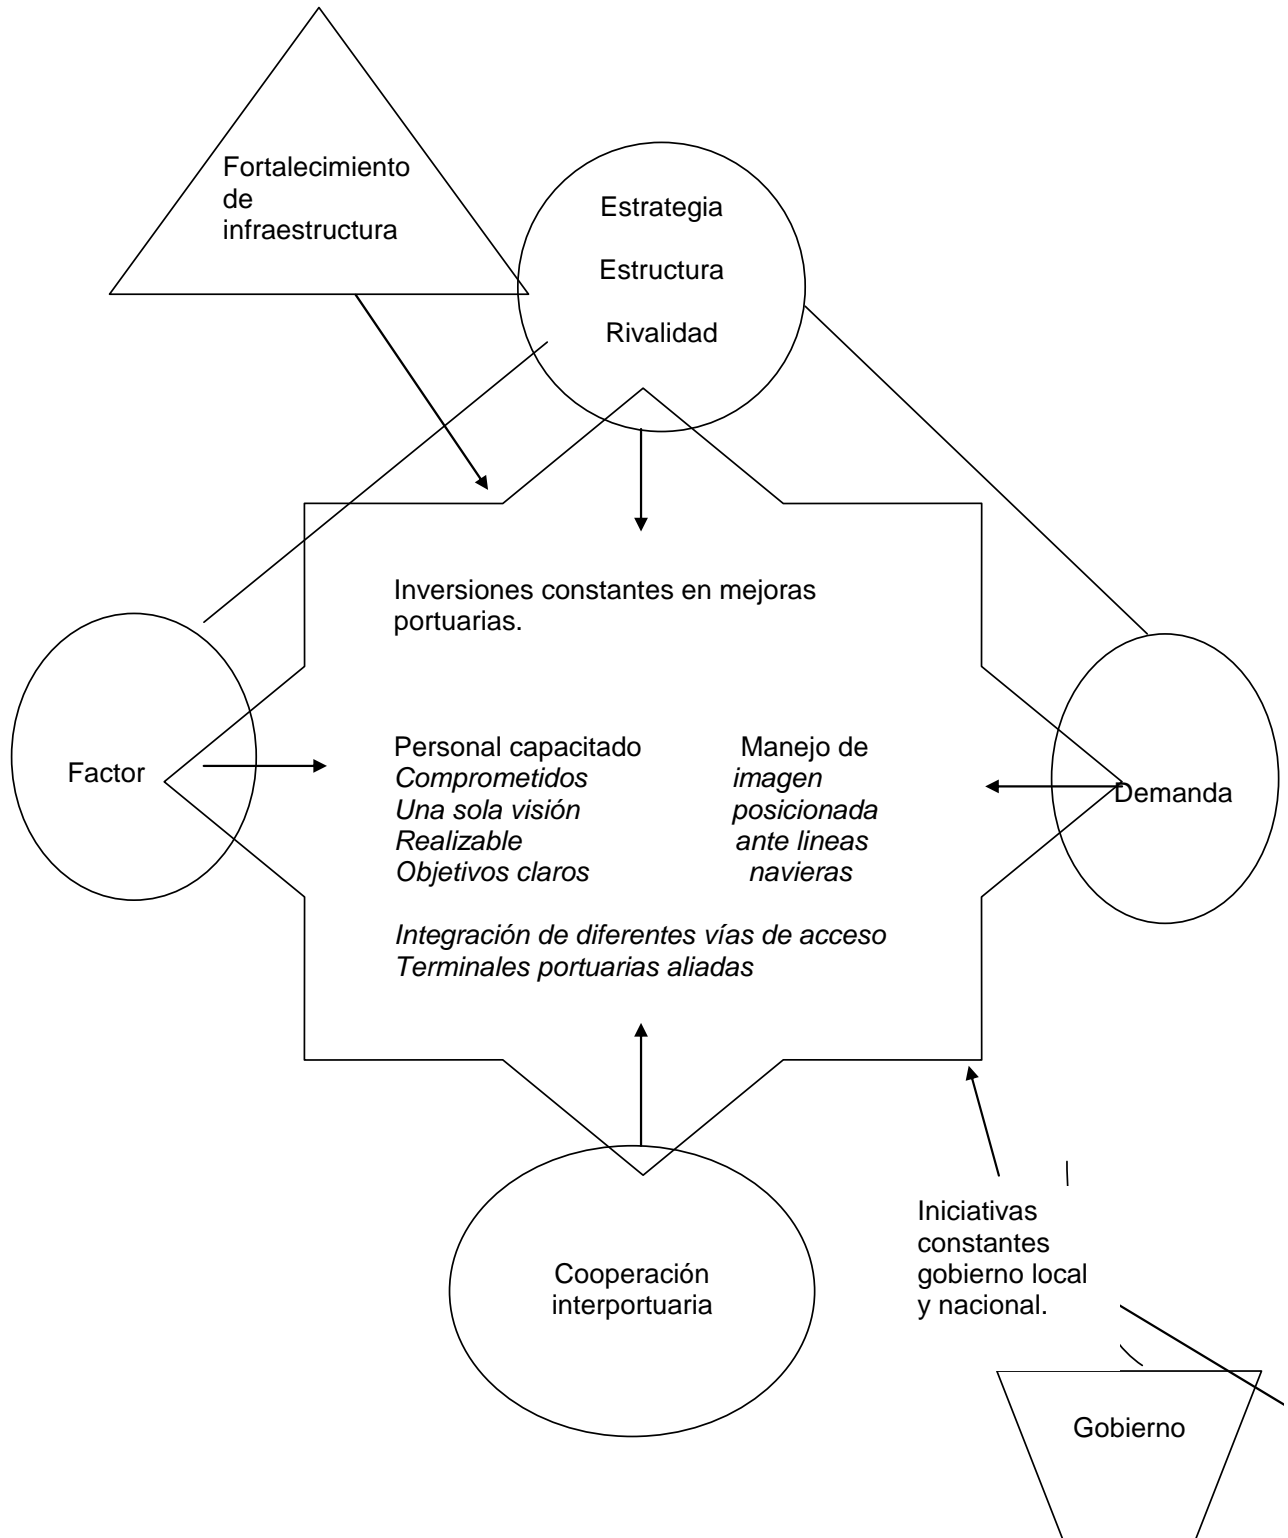 Fortalecimiento
de
infraestructura
Estrategia
Estructura
Rivalidad
Inversiones constantes en mejoras
portuarias.
Factor
Personal capacitado
Comprometidos
Una sola visión
Realizable
Objetivos claros
Manejo de
imagen
posicionada
ante lineas
navieras
Demanda
Integración de diferentes vías de acceso
Terminales portuarias aliadas
Cooperación
interportuaria
Iniciativas
constantes
gobierno local
y nacional.
Gobierno